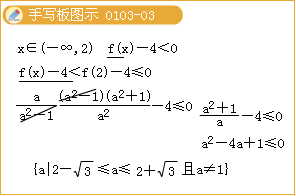 手写板图示 0103-03
x∈(-∞,2) f(x)-4<0
f(x)-4<f(2)-4≤0
a/(a²-1) (a²-1)(a²+1)/a² -4≤0 (a²+1)/a -4≤0
a²-4a+1≤0
{a|2-√3≤a≤2+√3且a≠1}